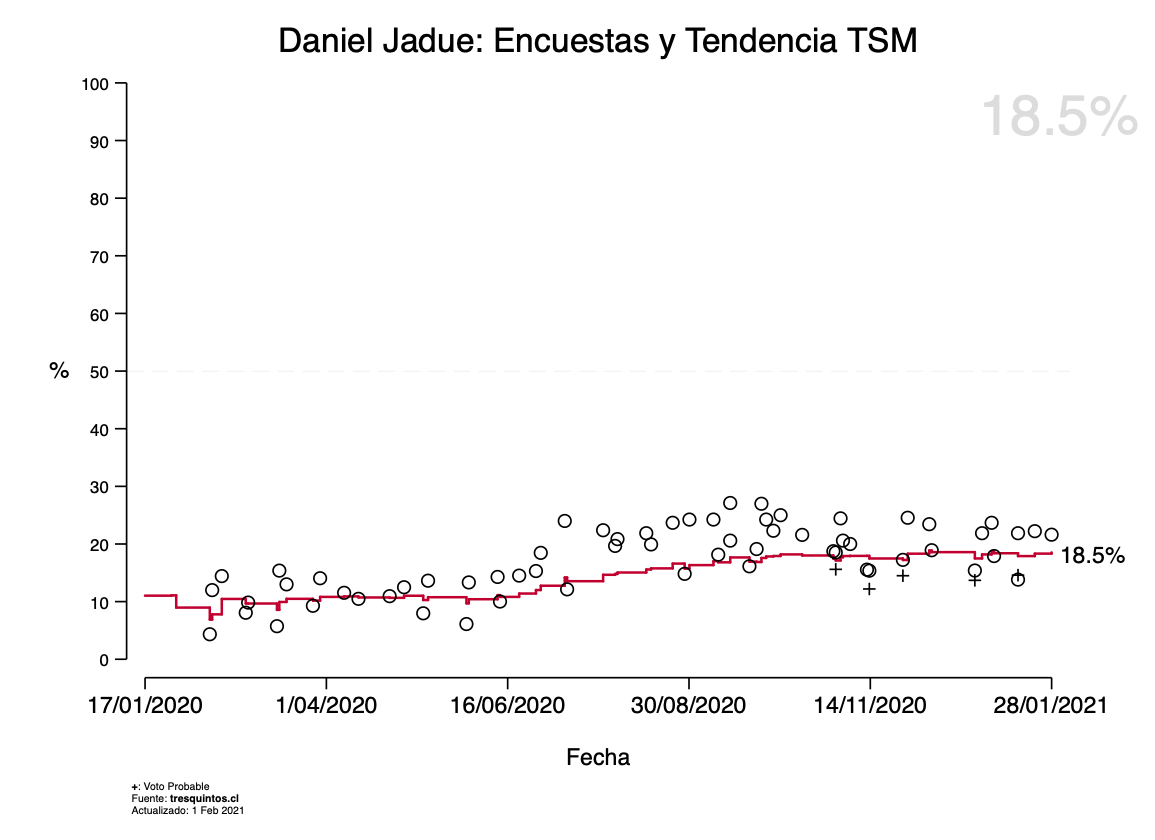 Daniel Jadue: Encuestas y Tendencia TSM
18.5%
100
90
80
70
60
% 50
40
30
20
18.5%
10
0
17/01/2020 1/04/2020 16/06/2020 30/08/2020 14/11/2020 28/01/2021
Fecha
+: Voto Probable
Fuente: tresquintos.cl
Actualizado: 1 Feb 2021